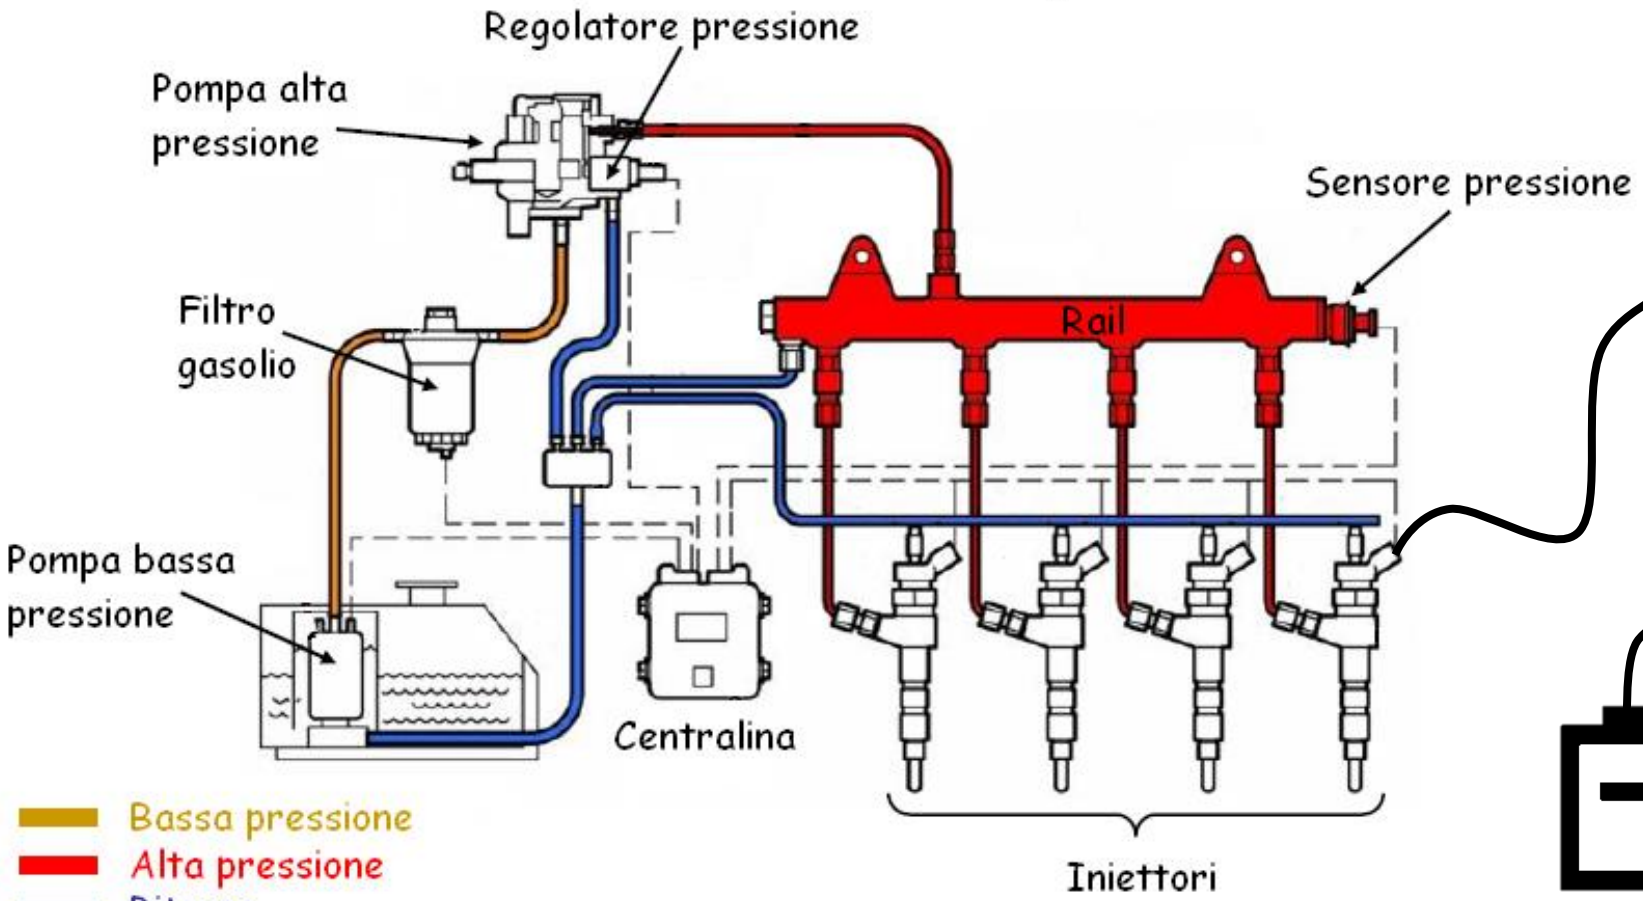 Regolatore pressione
Pompa alta
pressione
Sensore pressione
Filtro
gasolio
Rail
Pompa bassa
pressione
Centralina
Iniettori
Bassa pressione
Alta pressione